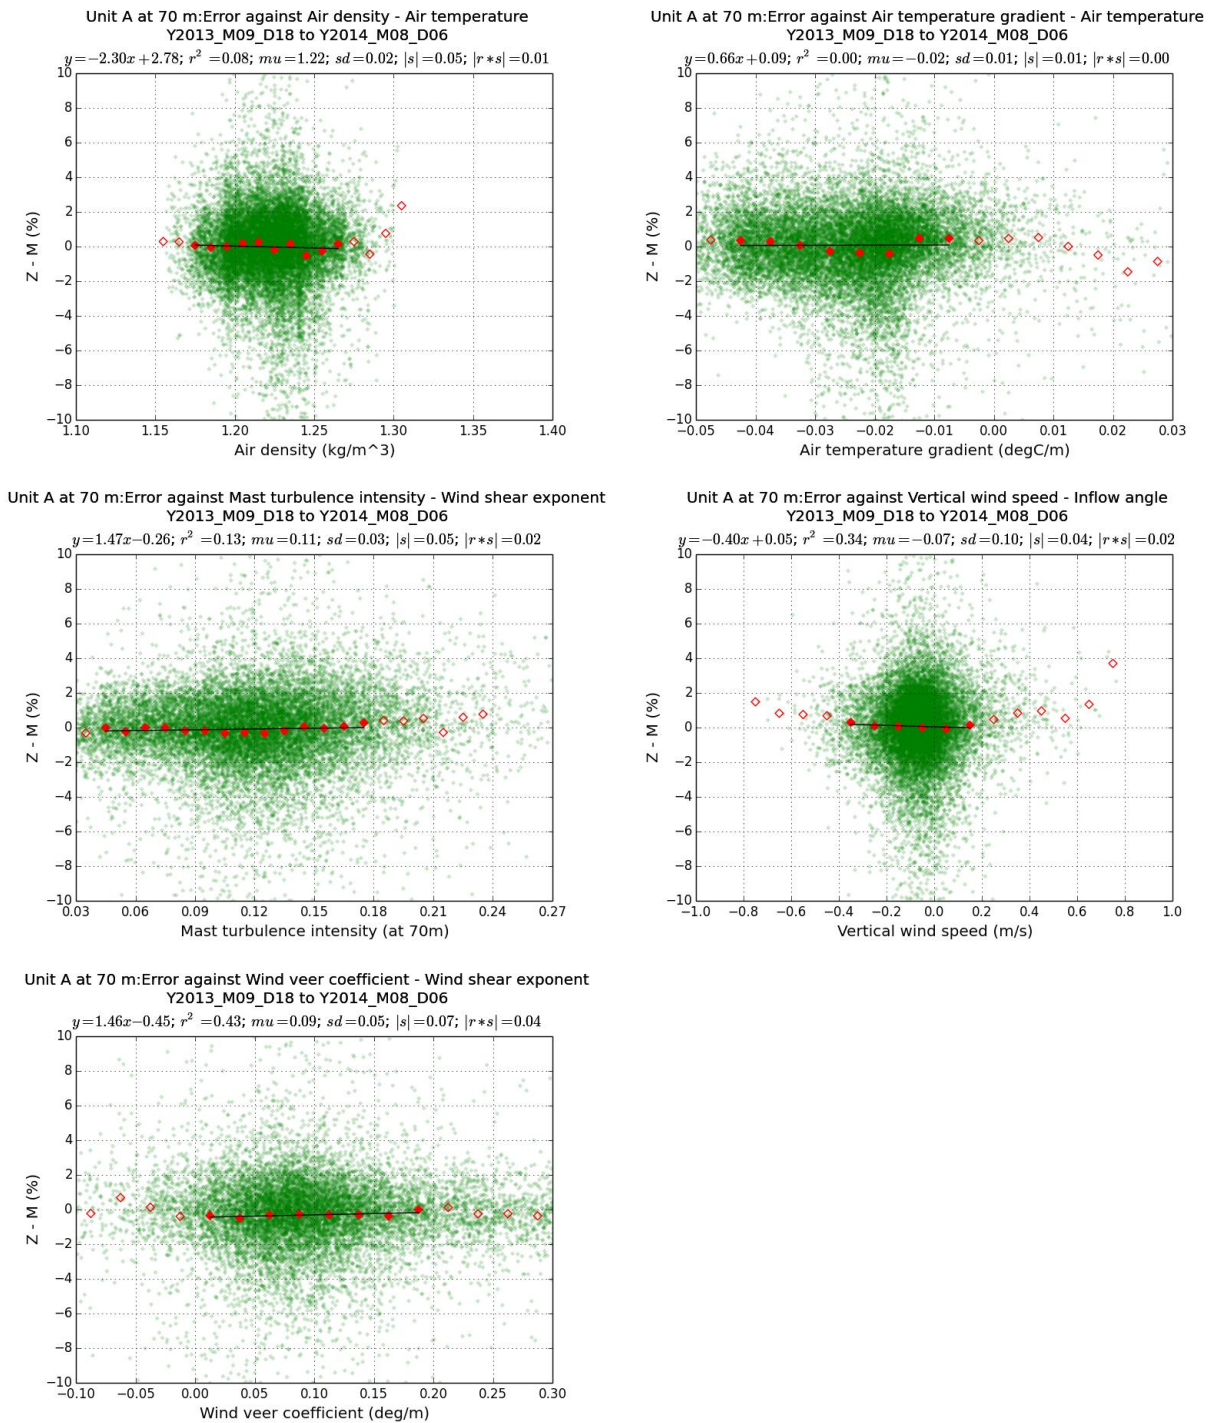 Unit A at 70 m:Error against Air density - Air temperature
Y2013_M09_D18 to Y2014_M08_D06
y=−2.30x+2.78; r² =0.08; mu=1.22; sd=0.02; |s|=0.05; |r∗s|=0.01
10
8
6
4
2
0
−2
−4
−6
−8
−10
Z - M (%)
1.10 1.15 1.20 1.25 1.30 1.35 1.40
Air density (kg/m^3)
Unit A at 70 m:Error against Air temperature gradient - Air temperature
Y2013_M09_D18 to Y2014_M08_D06
y=0.66x+0.09; r² =0.00; mu=−0.02; sd=0.01; |s|=0.01; |r∗s|=0.00
10
8
6
4
2
0
−2
−4
−6
−8
−10
Z - M (%)
−0.05 −0.04 −0.03 −0.02 −0.01 0.00 0.01 0.02 0.03
Air temperature gradient (degC/m)
Unit A at 70 m:Error against Mast turbulence intensity - Wind shear exponent
Y2013_M09_D18 to Y2014_M08_D06
y=1.47x−0.26; r² =0.13; mu=0.11; sd=0.03; |s|=0.05; |r∗s|=0.02
10
8
6
4
2
0
−2
−4
−6
−8
−10
Z - M (%)
0.03 0.06 0.09 0.12 0.15 0.18 0.21 0.24 0.27
Mast turbulence intensity (at 70m)
Unit A at 70 m:Error against Vertical wind speed - Inflow angle
Y2013_M09_D18 to Y2014_M08_D06
y=−0.40x+0.05; r² =0.34; mu=−0.07; sd=0.10; |s|=0.04; |r∗s|=0.02
10
8
6
4
2
0
−2
−4
−6
−8
−10
Z - M (%)
−1.0 −0.8 −0.6 −0.4 −0.2 0.0 0.2 0.4 0.6 0.8 1.0
Vertical wind speed (m/s)
Unit A at 70 m:Error against Wind veer coefficient - Wind shear exponent
Y2013_M09_D18 to Y2014_M08_D06
y=1.46x−0.45; r² =0.43; mu=0.09; sd=0.05; |s|=0.07; |r∗s|=0.04
10
8
6
4
2
0
−2
−4
−6
−8
−10
Z - M (%)
−0.10 −0.05 0.00 0.05 0.10 0.15 0.20 0.25 0.30
Wind veer coefficient (deg/m)